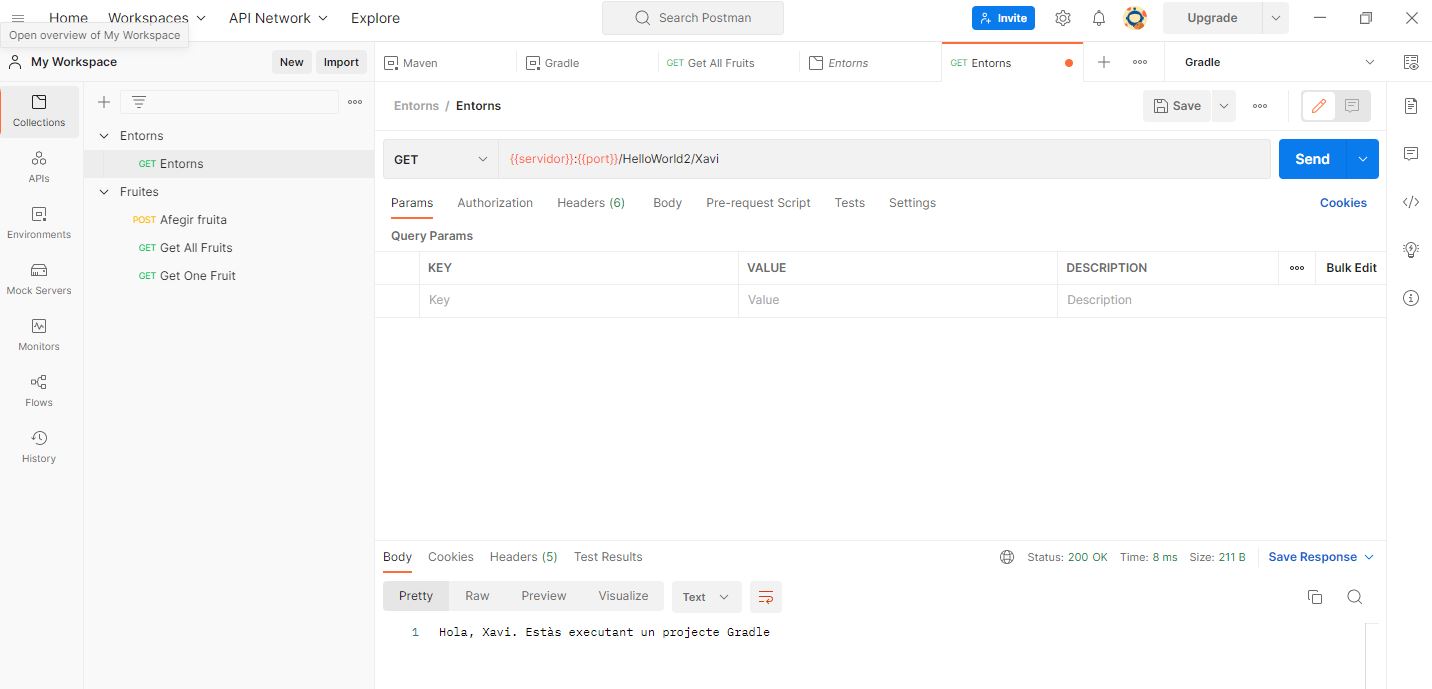 Home Workspaces API Network Explore Search Postman Invite Upgrade
Open overview of My Workspace
My Workspace New Import
Maven Gradle GET Get All Fruits Entorns GET Entorns Gradle
Collections
APIs
Environments
Mock Servers
Monitors
Flows
History
Entorns
GET Entorns
Fruites
POST Afegir fruita
GET Get All Fruits
GET Get One Fruit
Entorns / Entorns Save
GET {{servidor}}:{{port}}/HelloWorld2/Xavi Send
Params Authorization Headers (6) Body Pre-request Script Tests Settings Cookies
Query Params
KEY VALUE DESCRIPTION Bulk Edit
Key Value Description
Body Cookies Headers (5) Test Results Status: 200 OK Time: 8 ms Size: 211 B Save Response
Pretty Raw Preview Visualize Text
1 Hola, Xavi. Estàs executant un projecte Gradle